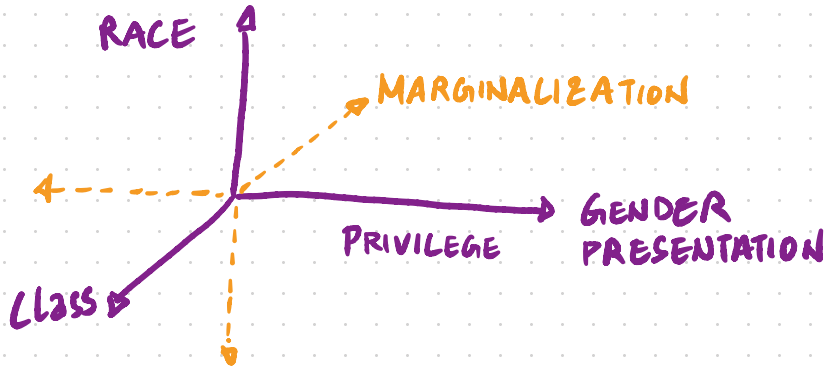 RACE
MARGINALIZATION
GENDER
PRESENTATION
PRIVILEGE
Class